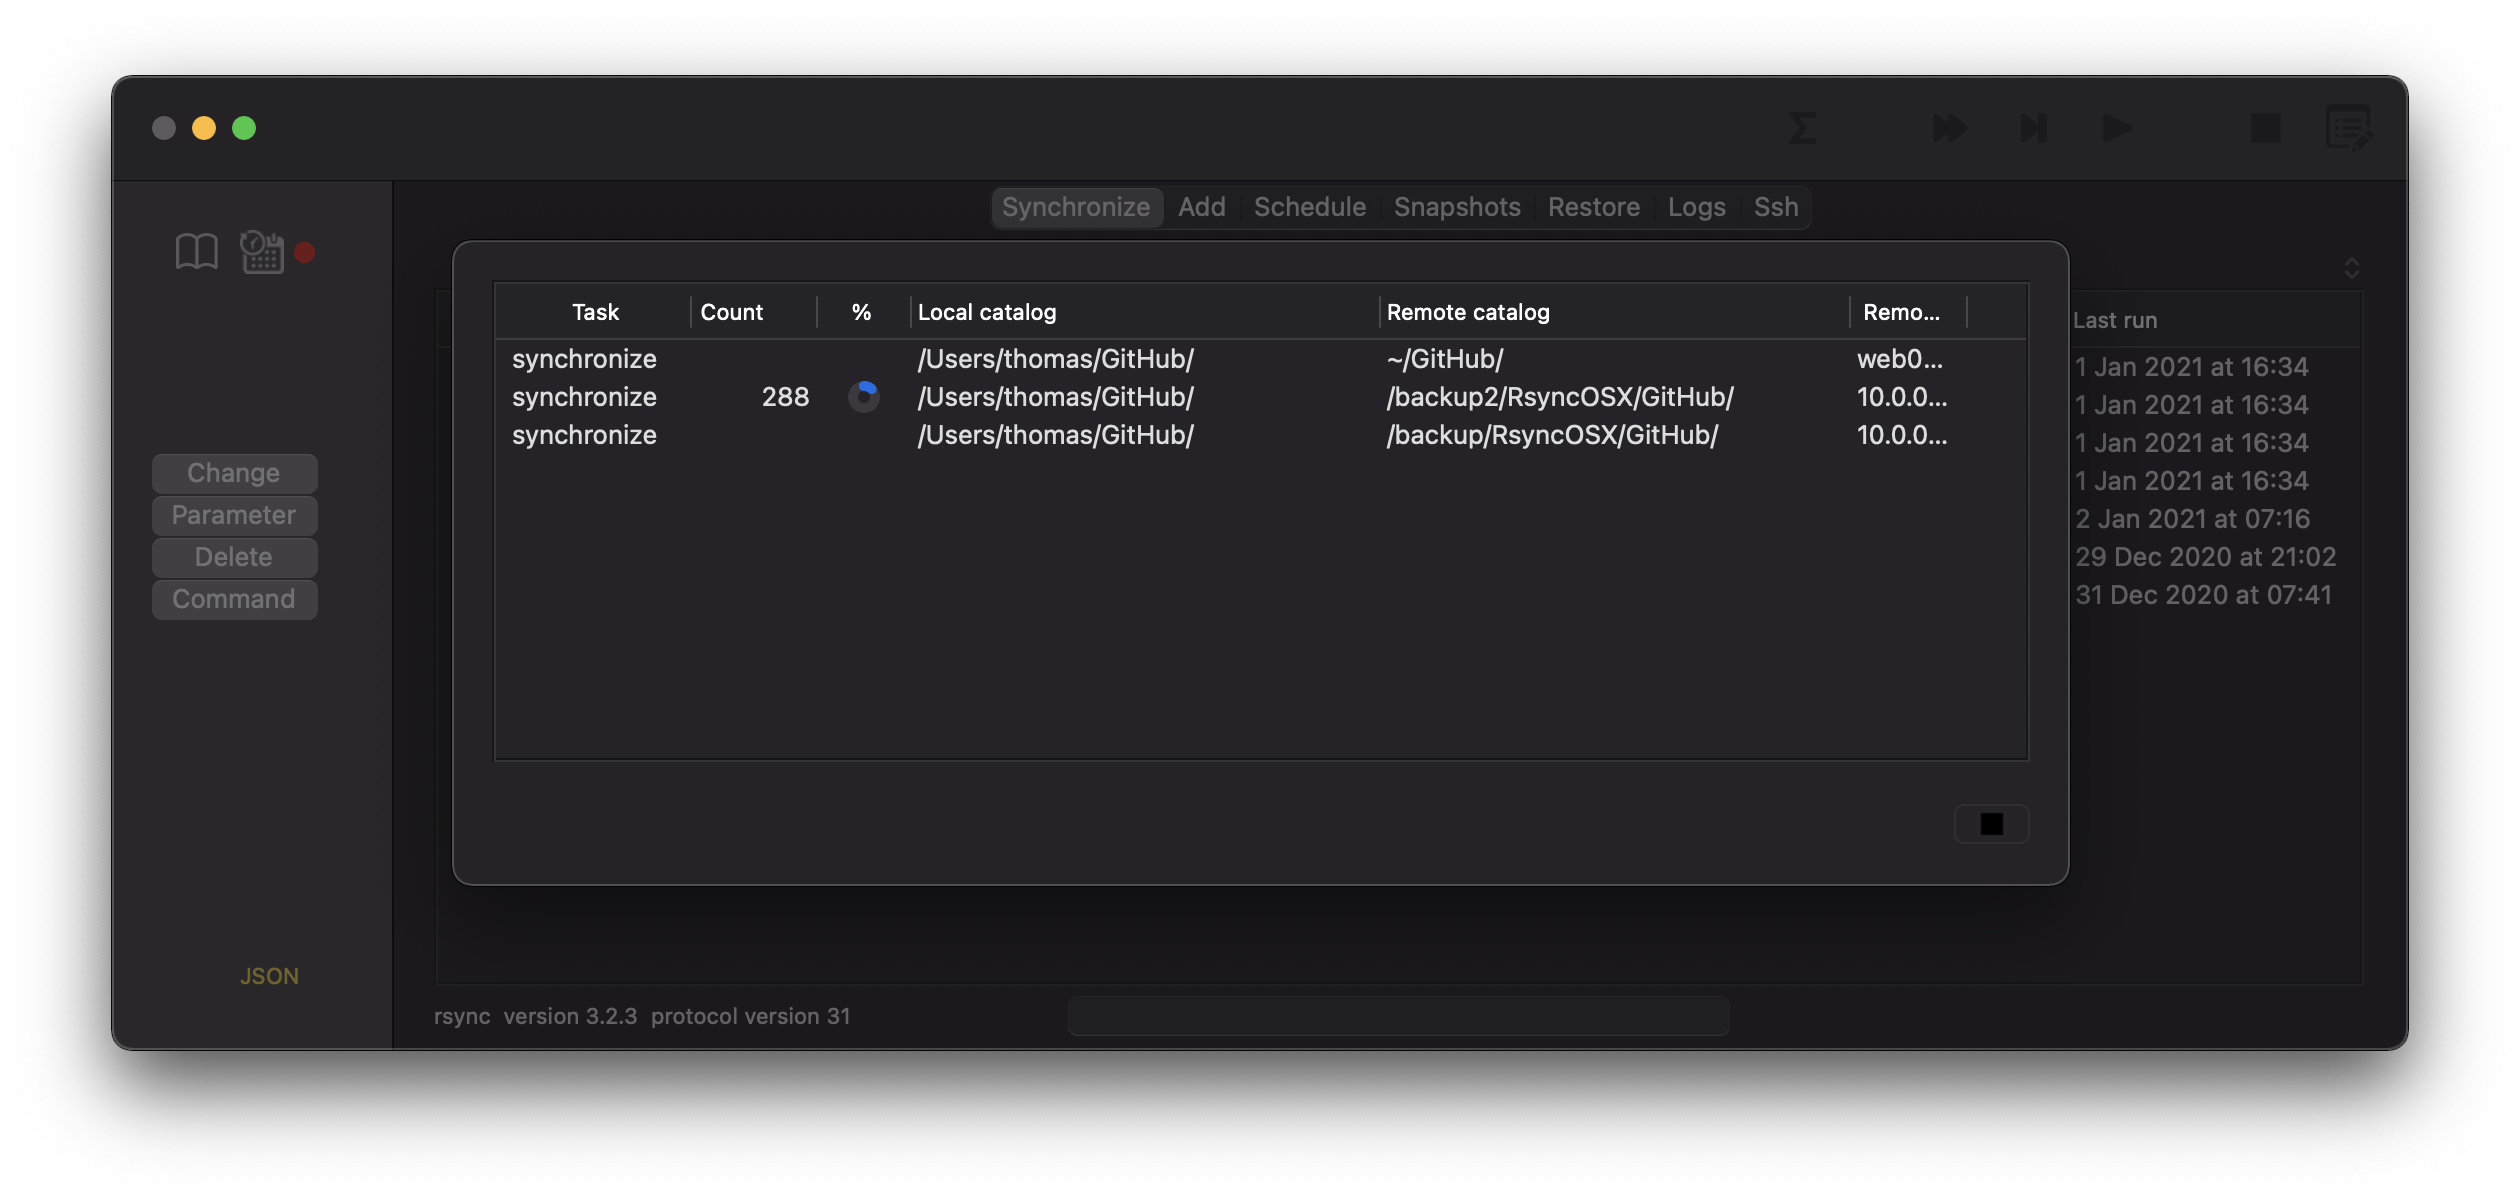 Synchronize Add Schedule Snapshots Restore Logs Ssh
Task Count % Local catalog Remote catalog Remo...
synchronize /Users/thomas/GitHub/ ~/GitHub/ web0...
synchronize 288 /Users/thomas/GitHub/ /backup2/RsyncOSX/GitHub/ 10.0.0...
synchronize /Users/thomas/GitHub/ /backup/RsyncOSX/GitHub/ 10.0.0...
Last run
1 Jan 2021 at 16:34
1 Jan 2021 at 16:34
1 Jan 2021 at 16:34
1 Jan 2021 at 16:34
2 Jan 2021 at 07:16
29 Dec 2020 at 21:02
31 Dec 2020 at 07:41
Change
Parameter
Delete
Command
JSON
rsync version 3.2.3 protocol version 31